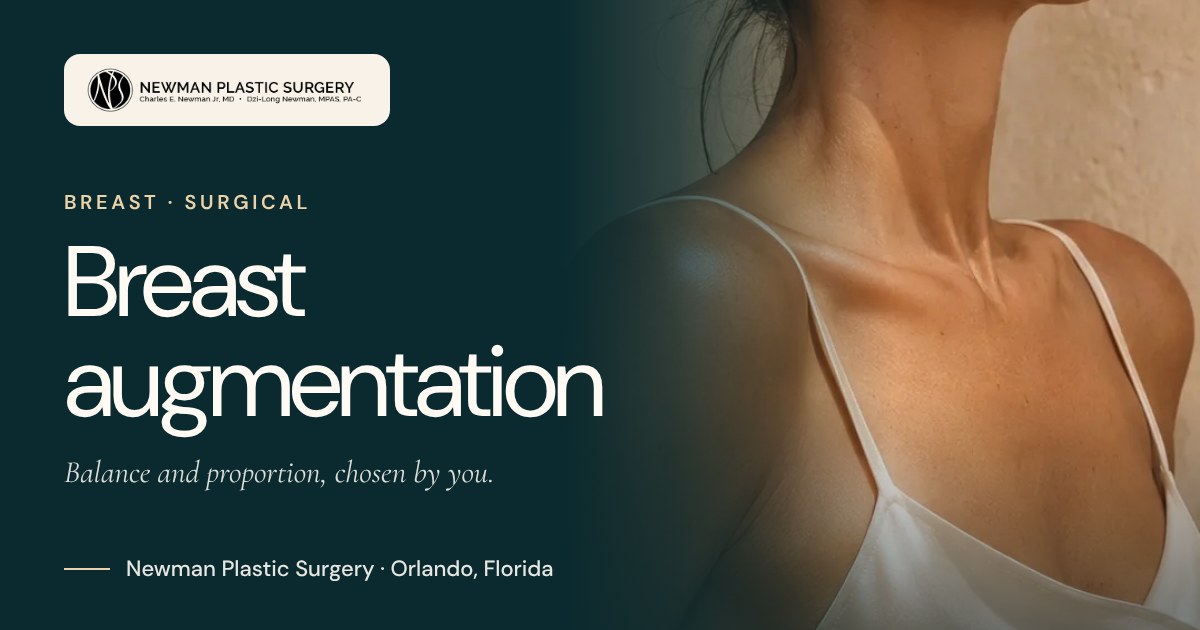 NPS
NEWMAN PLASTIC SURGERY
Charles E. Newman Jr, MD • Dzi-Long Newman, MPAS, PA-C
BREAST · SURGICAL
Breast
augmentation
Balance and proportion, chosen by you.
Newman Plastic Surgery · Orlando, Florida